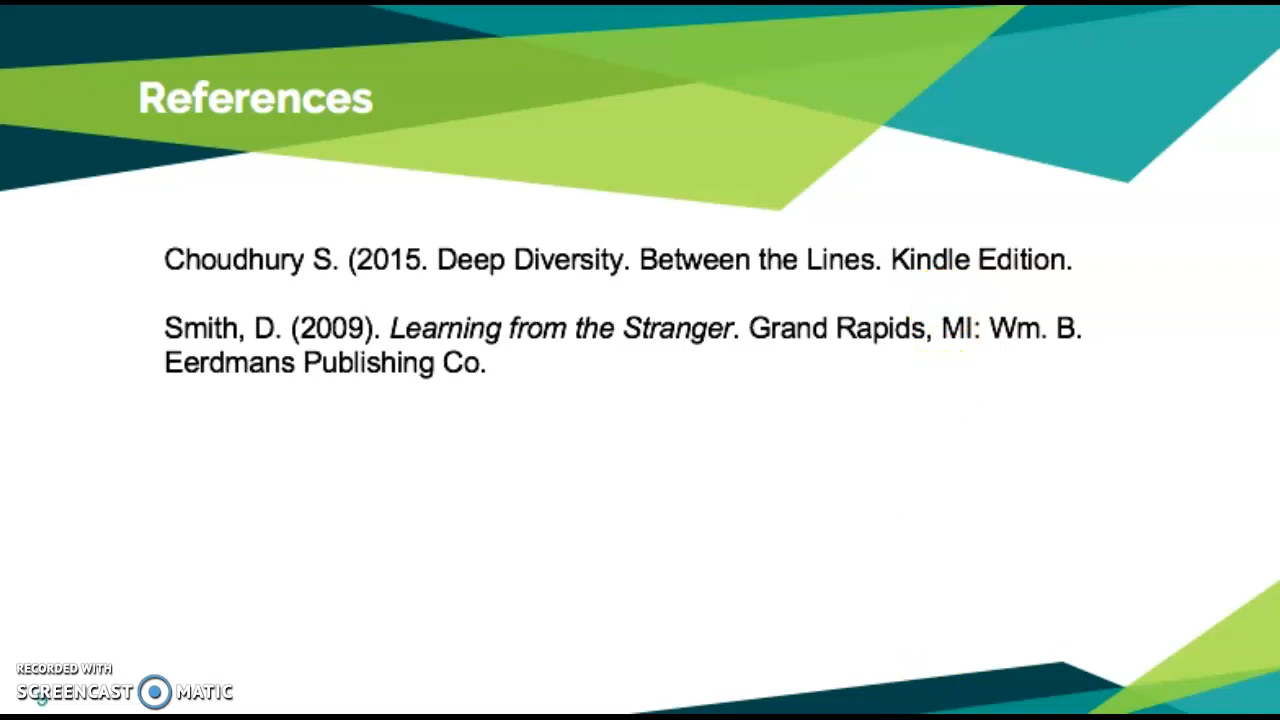 References
Choudhury S. (2015. Deep Diversity. Between the Lines. Kindle Edition.
Smith, D. (2009). Learning from the Stranger. Grand Rapids, MI: Wm. B.
Eerdmans Publishing Co.
RECORDED WITH
SCREENCAST MATIC